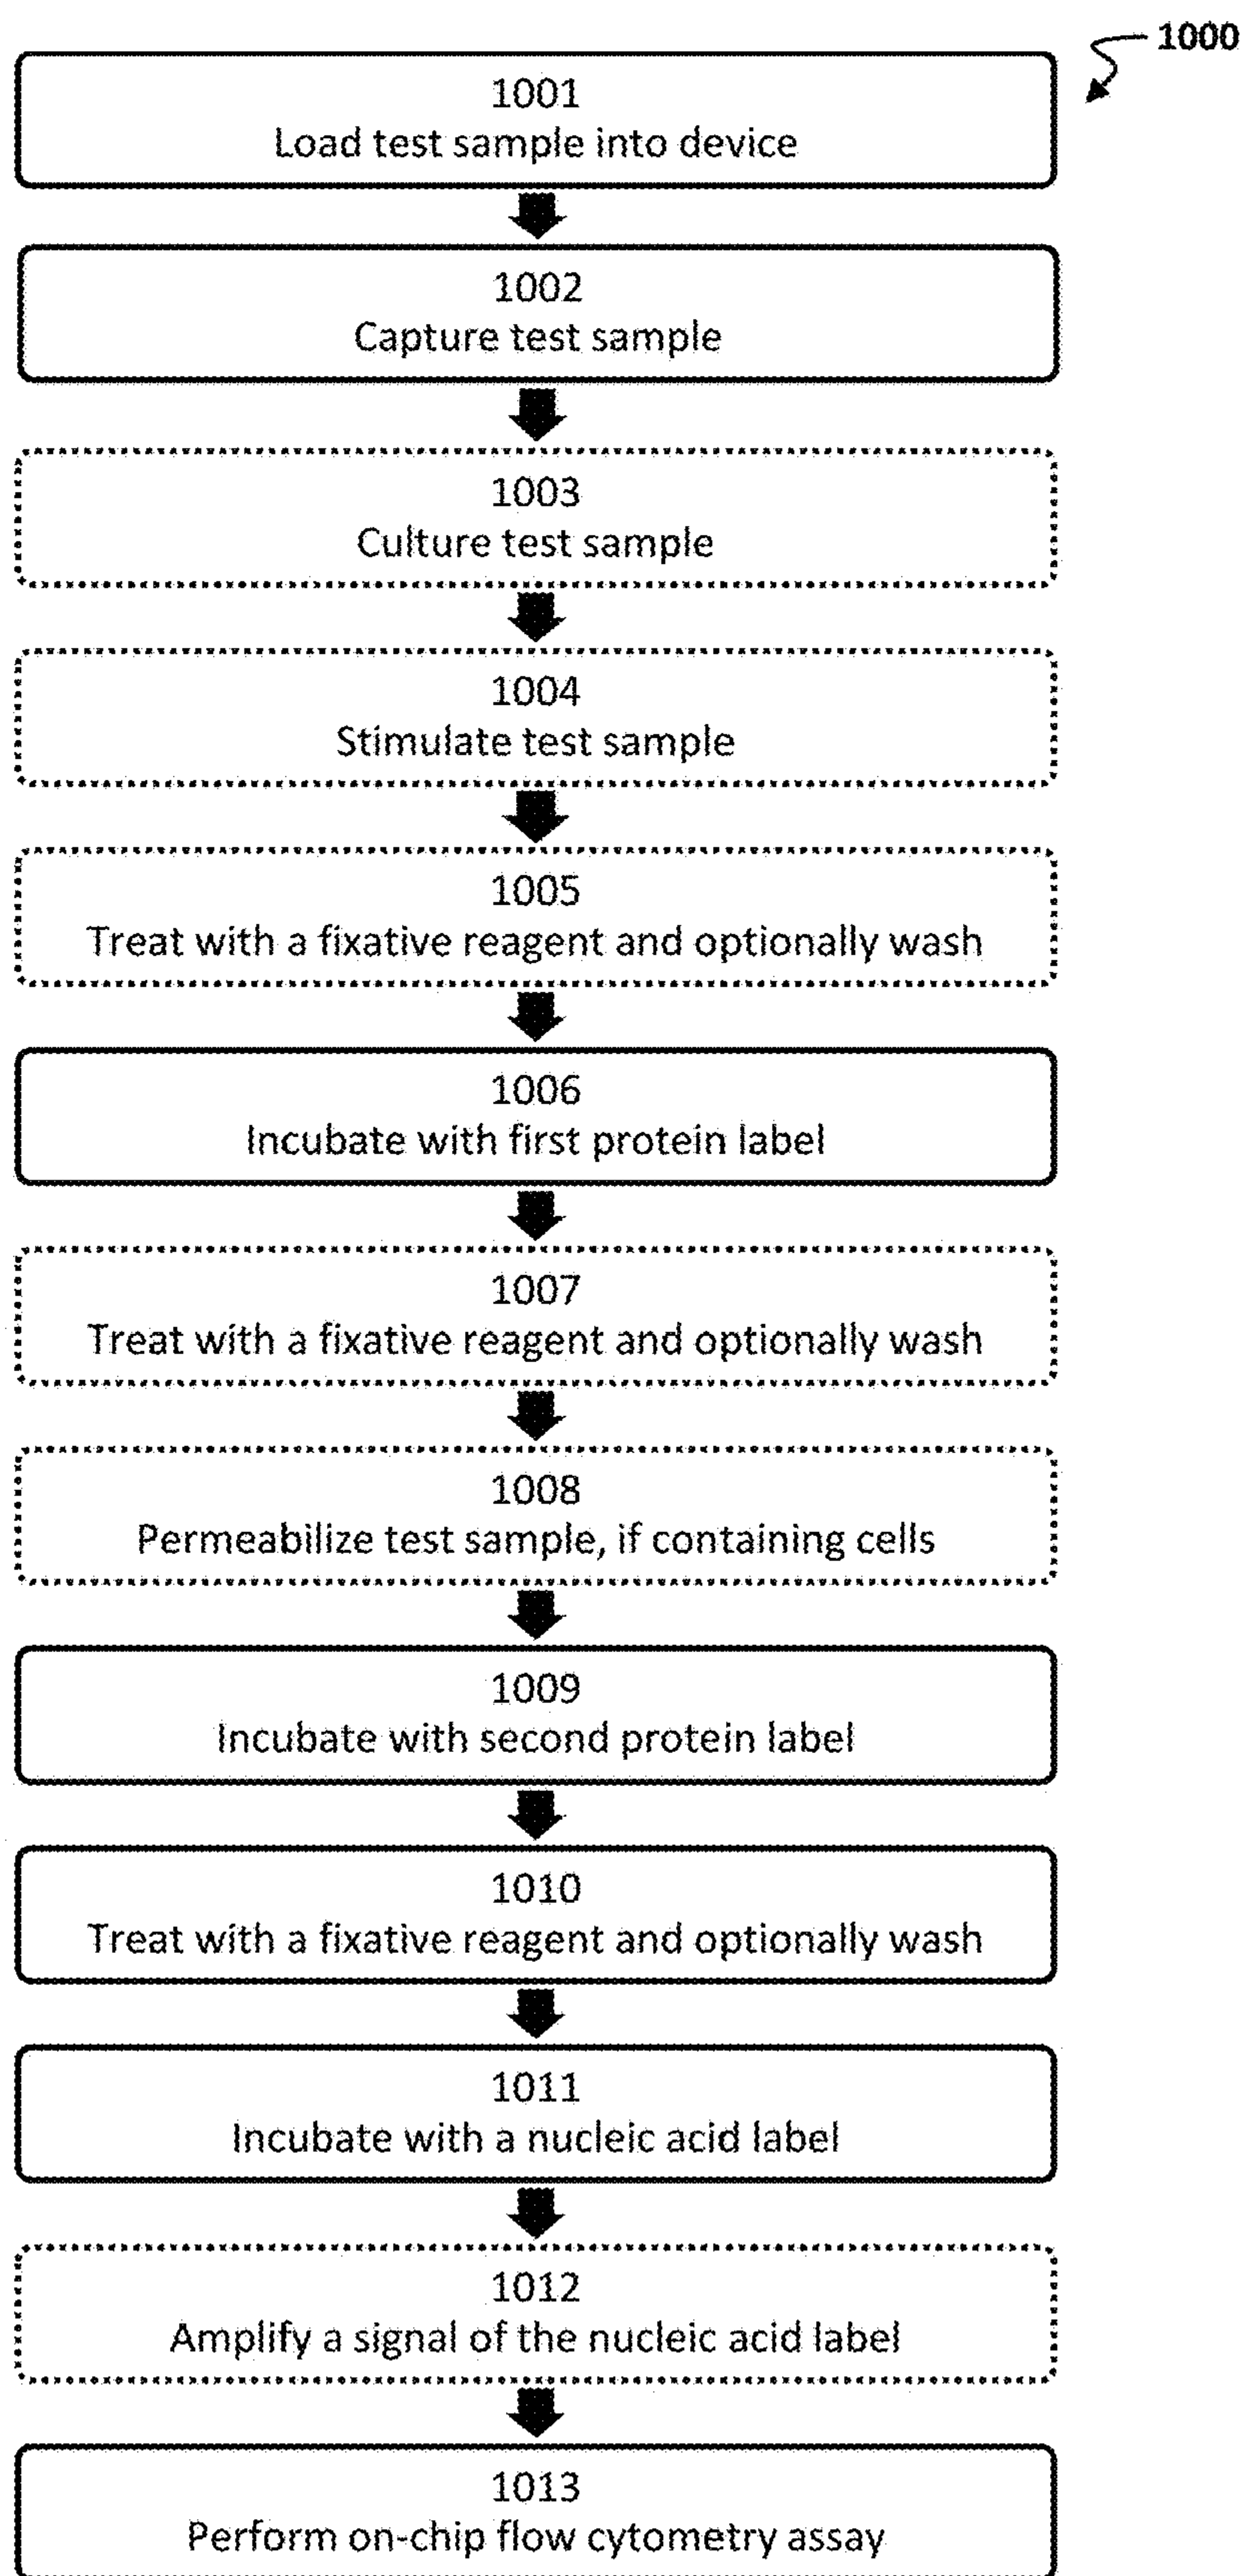 1000
1001
Load test sample into device
1002
Capture test sample
1003
Culture test sample
1004
Stimulate test sample
1005
Treat with a fixative reagent and optionally wash
1006
Incubate with first protein label
1007
Treat with a fixative reagent and optionally wash
1008
Permeabilize test sample, if containing cells
1009
Incubate with second protein label
1010
Treat with a fixative reagent and optionally wash
1011
Incubate with a nucleic acid label
1012
Amplify a signal of the nucleic acid label
1013
Perform on-chip flow cytometry assay